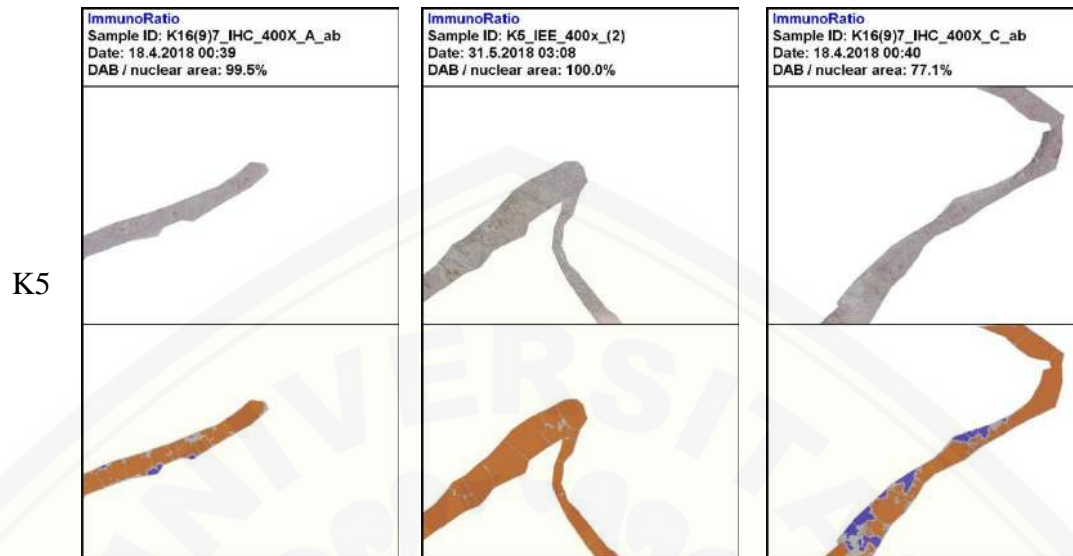 ImmunoRatio
Sample ID: K16(9)7_IHC_400X_A_ab
Date: 18.4.2018 00:39
DAB / nuclear area: 99.5%
ImmunoRatio
Sample ID: K5_IEE_400x_(2)
Date: 31.5.2018 03:08
DAB / nuclear area: 100.0%
ImmunoRatio
Sample ID: K16(9)7_IHC_400X_C_ab
Date: 18.4.2018 00:40
DAB / nuclear area: 77.1%
K5
NIVERSITA